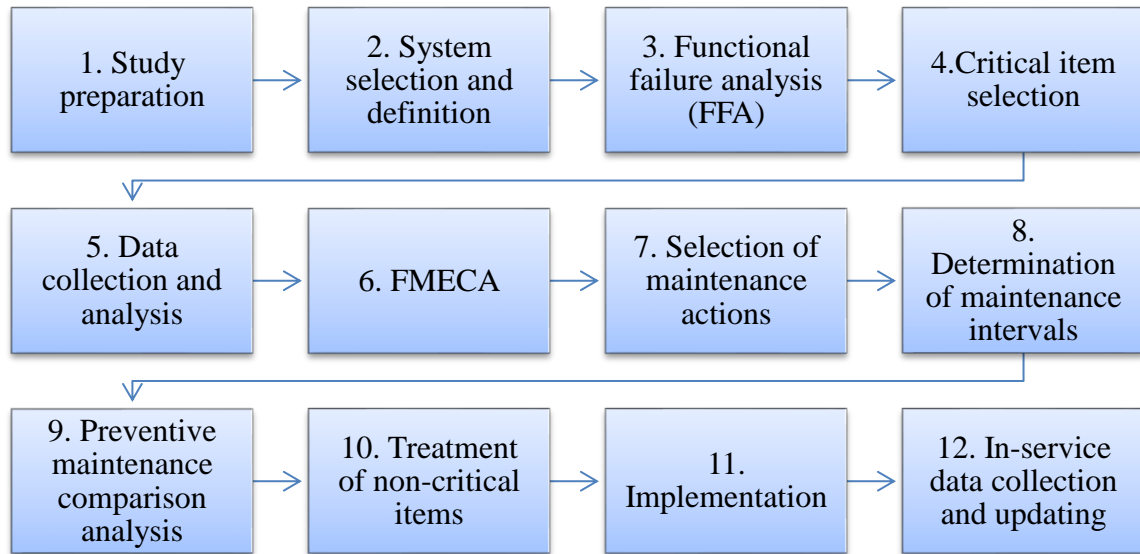 1. Study
preparation
2. System
selection and
definition
3. Functional
failure analysis
(FFA)
4.Critical item
selection
5. Data
collection and
analysis
6. FMECA
7. Selection of
maintenance
actions
8.
Determination
of maintenance
intervals
9. Preventive
maintenance
comparison
analysis
10. Treatment
of non-critical
items
11.
Implementation
12. In-service
data collection
and updating